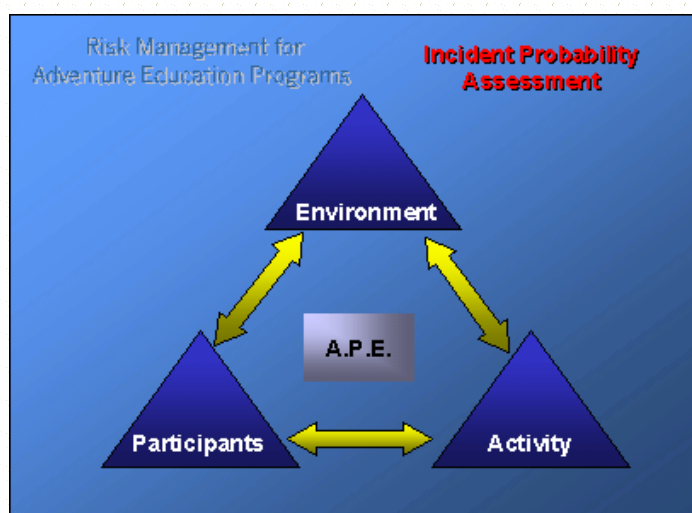 Risk Management for
Adventure Education Programs
Incident Probability
Assessment
Environment
A.P.E.
Participants
Activity